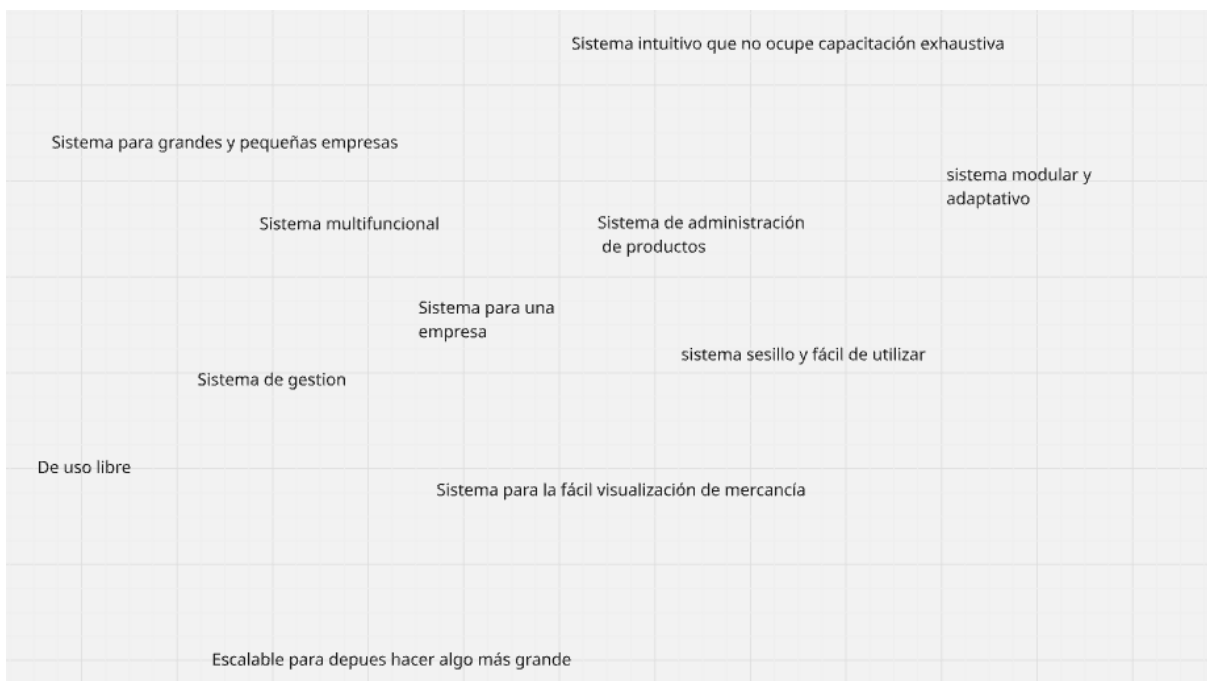 Sistema intuitivo que no ocupe capacitación exhaustiva
Sistema para grandes y pequeñas empresas
sistema modular y
adaptativo
Sistema multifuncional
Sistema de administración
de productos
Sistema para una
empresa
sistema sesillo y fácil de utilizar
Sistema de gestion
De uso libre
Sistema para la fácil visualización de mercancía
Escalable para depues hacer algo más grande